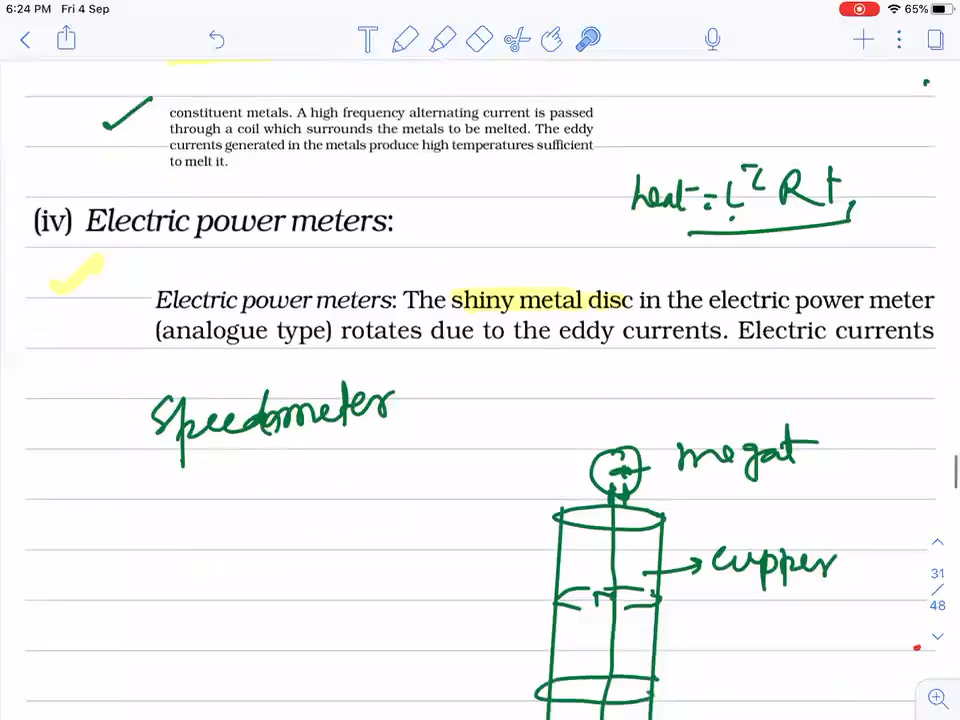 6:24 PM Fri 4 Sep
65%
constituent metals. A high frequency alternating current is passed
through a coil which surrounds the metals to be melted. The eddy
currents generated in the metals produce high temperatures sufficient
to melt it.
heat = i² R t
(iv) Electric power meters:
Electric power meters: The shiny metal disc in the electric power meter
(analogue type) rotates due to the eddy currents. Electric currents
Speedometer
megat
cupper
31
/
48